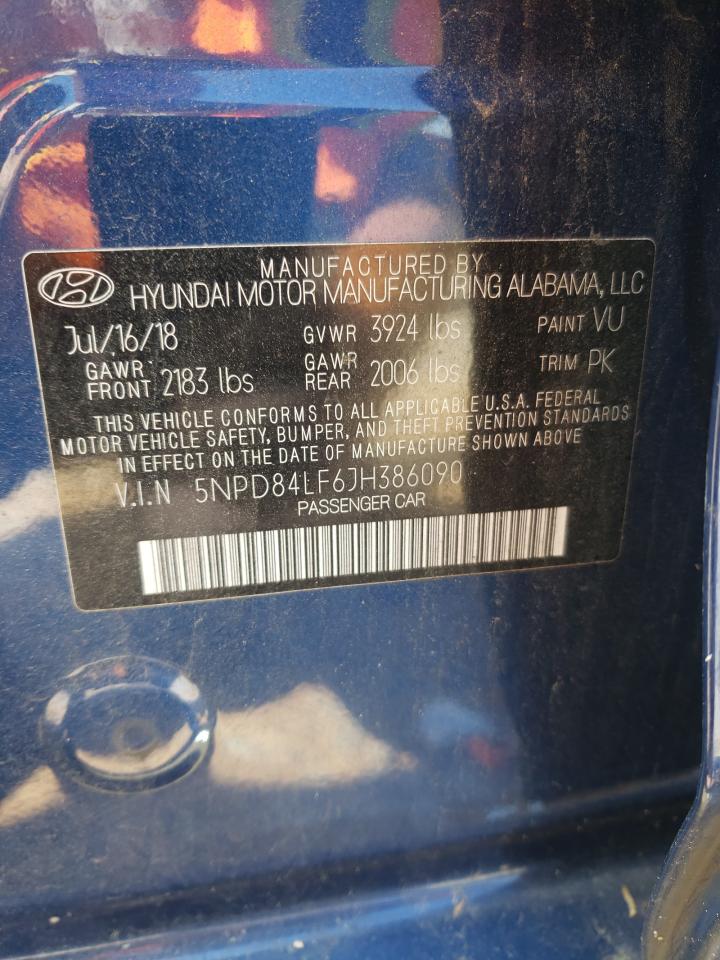 MANUFACTURED BY
HYUNDAI MOTOR MANUFACTURING ALABAMA, LLC
Jul/16/18 GVWR 3924 lbs PAINT VU
GAWR FRONT 2183 lbs GAWR REAR 2006 lbs TRIM PK
THIS VEHICLE CONFORMS TO ALL APPLICABLE U.S.A. FEDERAL
MOTOR VEHICLE SAFETY, BUMPER, AND THEFT PREVENTION STANDARDS
IN EFFECT ON THE DATE OF MANUFACTURE SHOWN ABOVE
V.I.N 5NPD84LF6JH386090
PASSENGER CAR